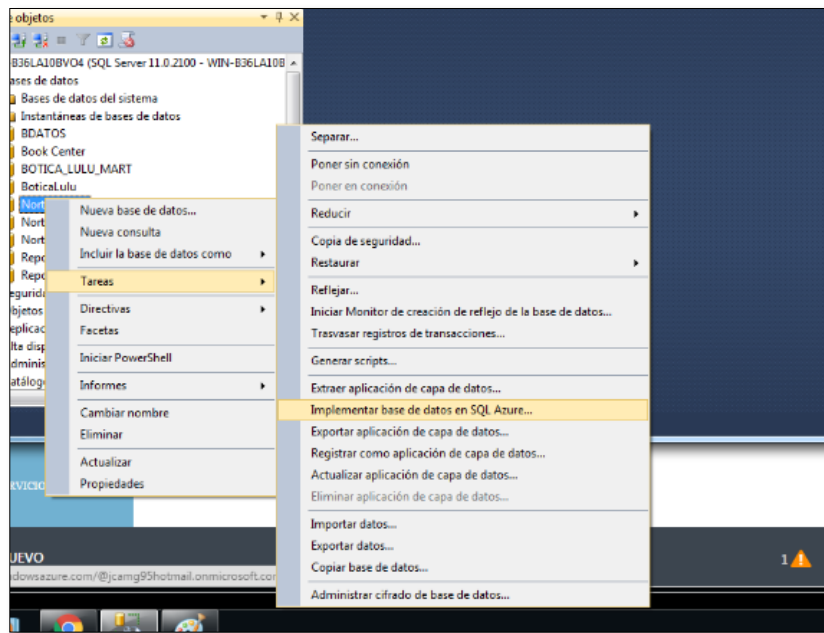 objetos
B36LA10BVO4 (SQL Server 11.0.2100 - WIN-B36LA10B
ases de datos
Bases de datos del sistema
Instantáneas de bases de datos
BDATOS
Book Center
BOTICA_LULU_MART
BoticaLulu
Nort
Nort
Nort
Repo
Repo
egurida
bjetos
eplicac
lta disp
dminis
atálog
Nueva base de datos...
Nueva consulta
Incluir la base de datos como
Tareas
Directivas
Facetas
Iniciar PowerShell
Informes
Cambiar nombre
Eliminar
Actualizar
Propiedades
Separar...
Poner sin conexión
Poner en conexión
Reducir
Copia de seguridad...
Restaurar
Reflejar...
Iniciar Monitor de creación de reflejo de la base de datos...
Trasvasar registros de transacciones...
Generar scripts...
Extraer aplicación de capa de datos...
Implementar base de datos en SQL Azure...
Exportar aplicación de capa de datos...
Registrar como aplicación de capa de datos...
Actualizar aplicación de capa de datos...
Eliminar aplicación de capa de datos...
Importar datos...
Exportar datos...
Copiar base de datos...
Administrar cifrado de base de datos...
RVICIO
UEVO
dowsazure.com/@jcamg95hotmail.onmicrosoft.cor
1